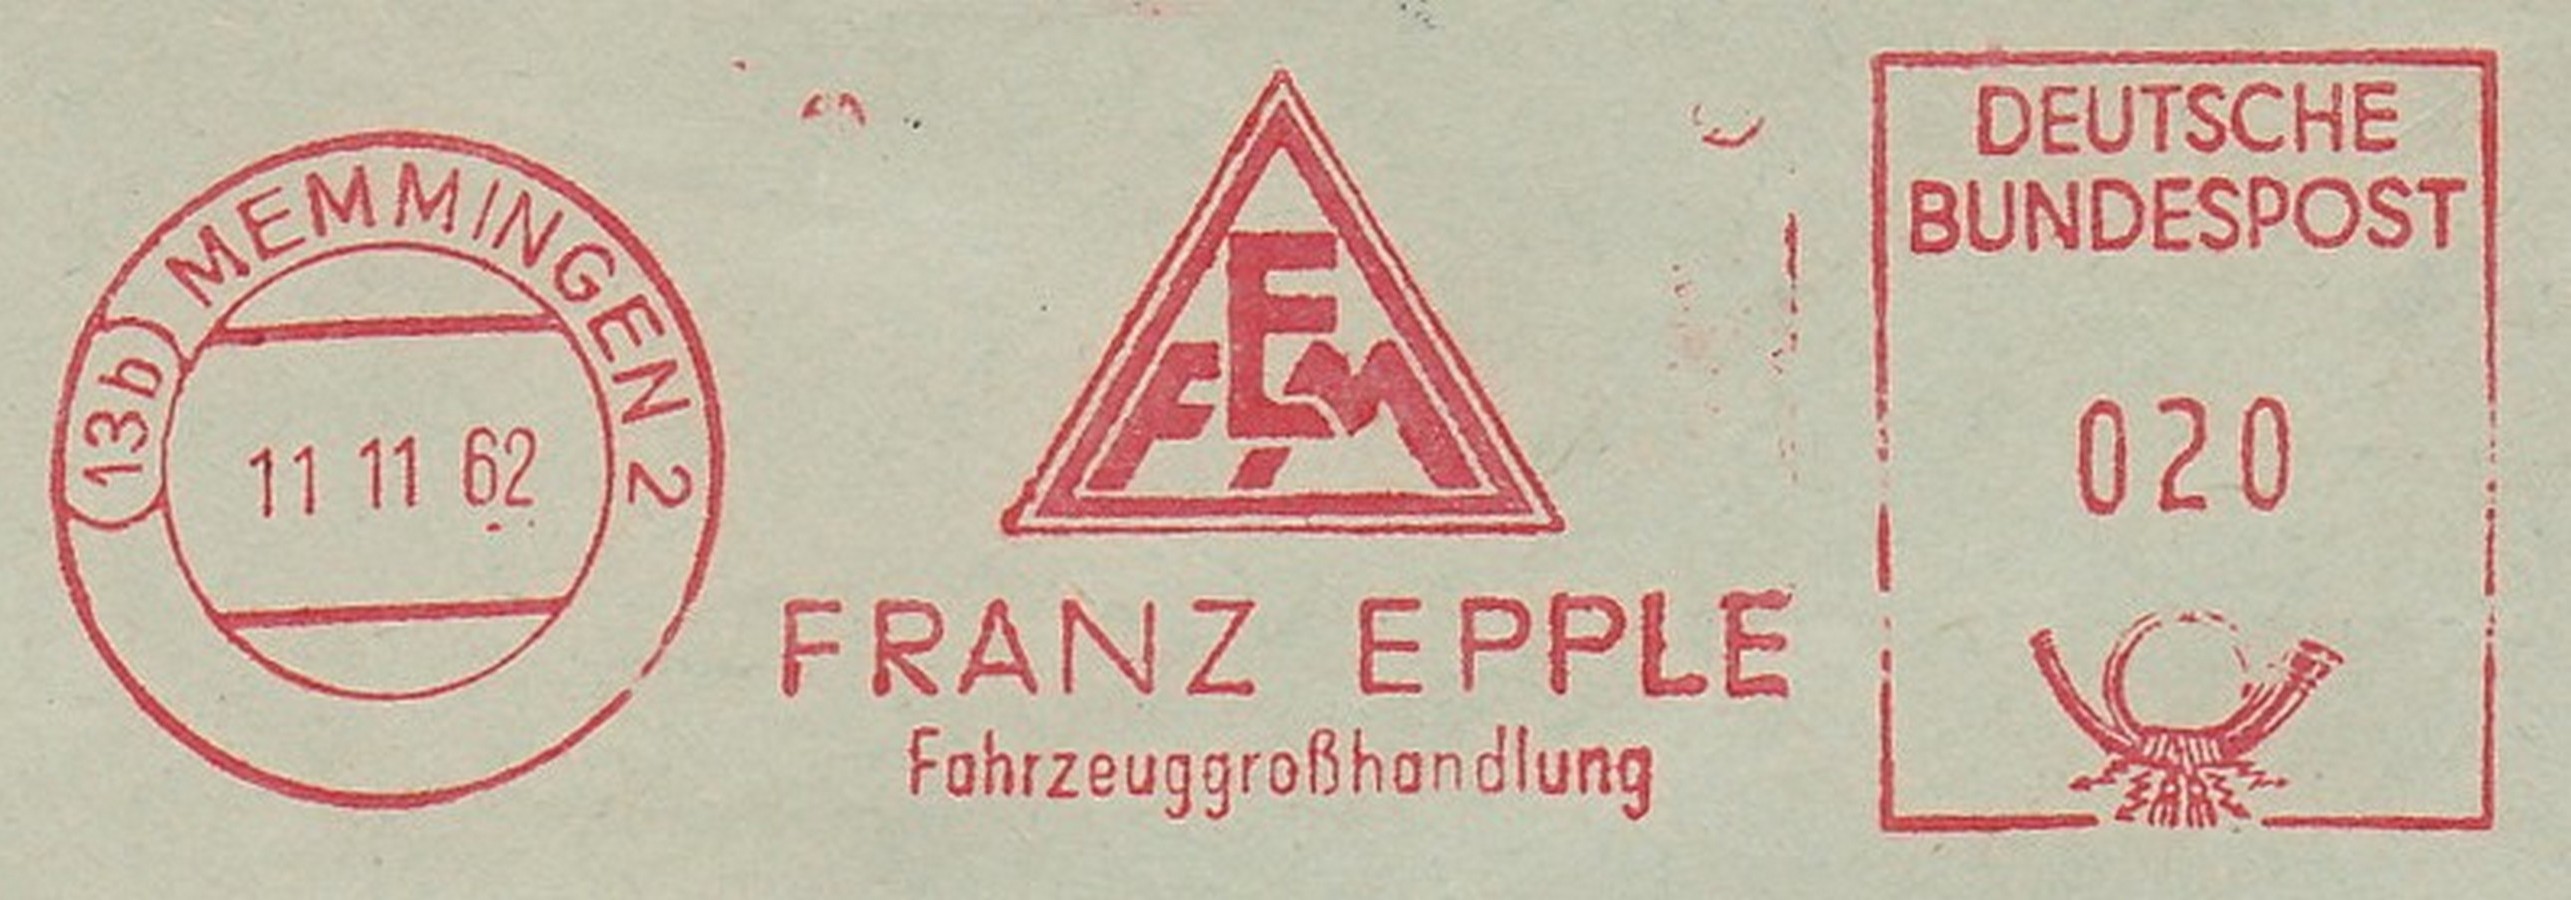 (13b) MEMMINGEN 2
11 11 62
FEM
FRANZ EPPLE
Fahrzeuggroßhandlung
DEUTSCHE
BUNDESPOST
020